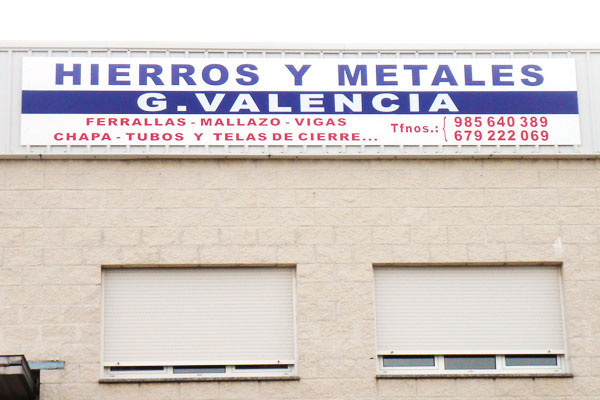 HIERROS Y METALES
G. VALENCIA
FERRALLAS - MALLAZO - VIGAS
CHAPA - TUBOS Y TELAS DE CIERRE...
Tfnos.: 985 640 389
679 222 069